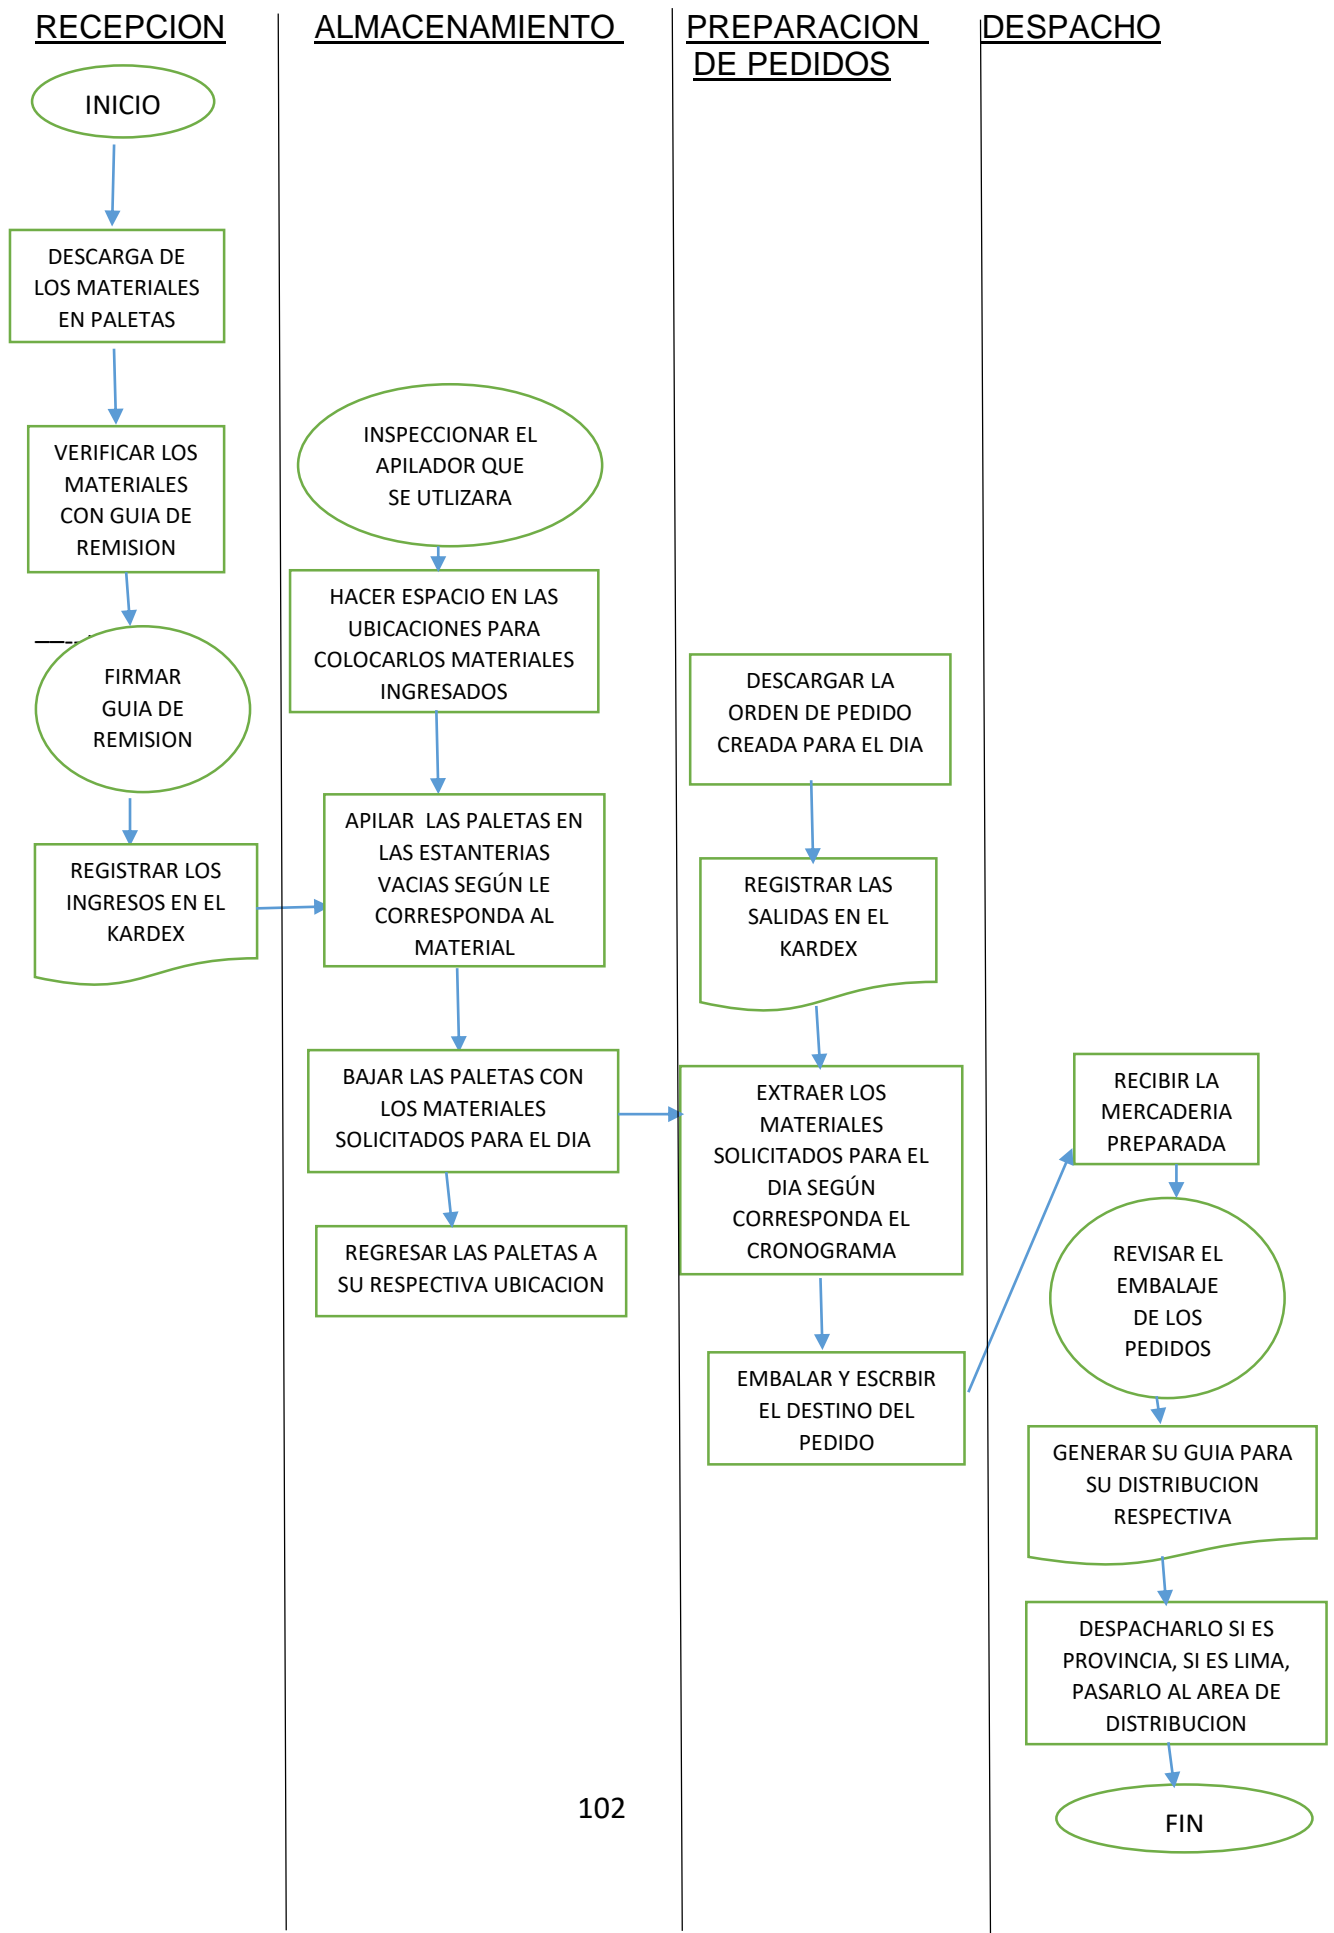 RECEPCION
INICIO
DESCARGA DE
LOS MATERIALES
EN PALETAS
VERIFICAR LOS
MATERIALES
CON GUIA DE
REMISION
FIRMAR
GUIA DE
REMISION
REGISTRAR LOS
INGRESOS EN EL
KARDEX
ALMACENAMIENTO
INSPECCIONAR EL
APILADOR QUE
SE UTLIZARA
HACER ESPACIO EN LAS
UBICACIONES PARA
COLOCARLOS MATERIALES
INGRESADOS
APILAR LAS PALETAS EN
LAS ESTANTERIAS
VACIAS SEGÚN LE
CORRESPONDA AL
MATERIAL
BAJAR LAS PALETAS CON
LOS MATERIALES
SOLICITADOS PARA EL DIA
REGRESAR LAS PALETAS A
SU RESPECTIVA UBICACION
PREPARACION
DE PEDIDOS
DESCARGAR LA
ORDEN DE PEDIDO
CREADA PARA EL DIA
REGISTRAR LAS
SALIDAS EN EL
KARDEX
EXTRAER LOS
MATERIALES
SOLICITADOS PARA EL
DIA SEGÚN
CORRESPONDA EL
CRONOGRAMA
EMBALAR Y ESCRBIR
EL DESTINO DEL
PEDIDO
DESPACHO
RECIBIR LA
MERCADERIA
PREPARADA
REVISAR EL
EMBALAJE
DE LOS
PEDIDOS
GENERAR SU GUIA PARA
SU DISTRIBUCION
RESPECTIVA
DESPACHARLO SI ES
PROVINCIA, SI ES LIMA,
PASARLO AL AREA DE
DISTRIBUCION
FIN
102